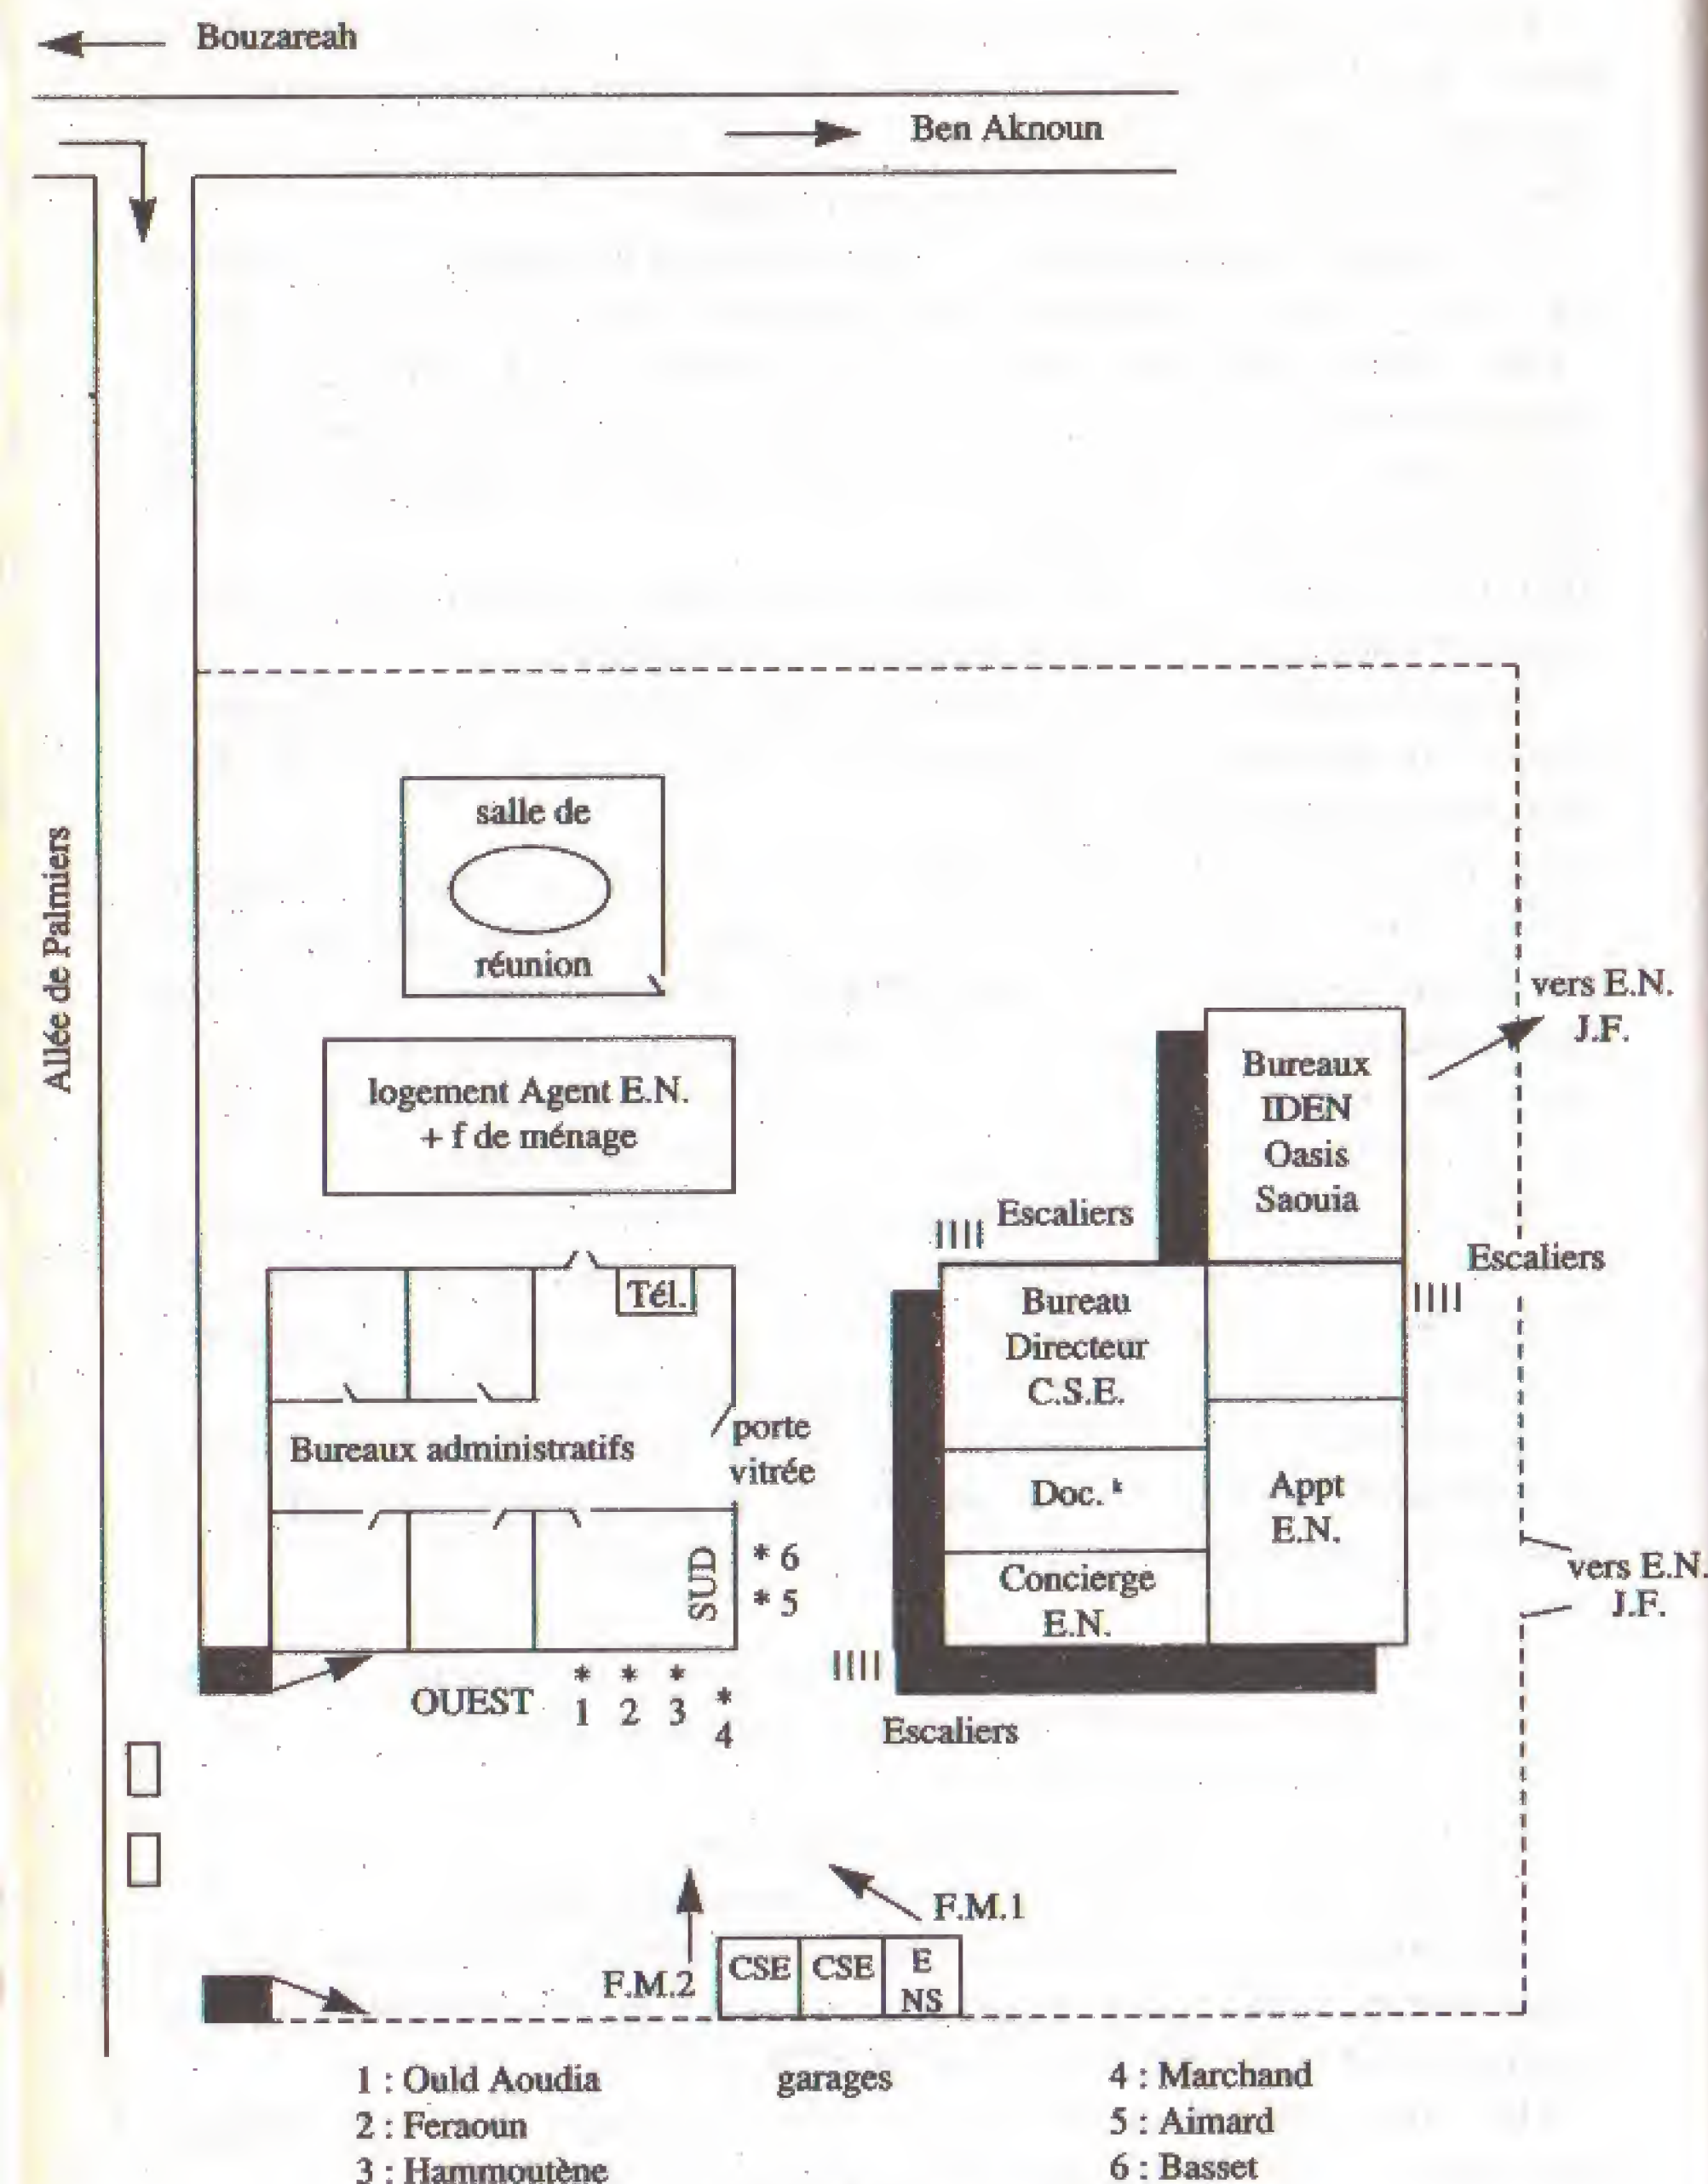 Bouzareah
Ben Aknoun
Allée de Palmiers
salle de
réunion
logement Agent E.N.
+ f de ménage
vers E.N.
J.F.
Bureaux
IDEN
Oasis
Saouia
Escaliers
Escaliers
Tél.
Bureau
Directeur
C.S.E.
Bureaux administratifs
porte
vitrée
Doc.
Appt
E.N.
SUD
* 6
* 5
Concierge
E.N.
vers E.N.
J.F.
OUEST
* * * *
1 2 3 4
Escaliers
F.M.1
F.M.2
CSE
CSE
E
NS
1 : Ould Aoudia
2 : Feraoun
3 : Hammoutène
garages
4 : Marchand
5 : Aimard
6 : Basset